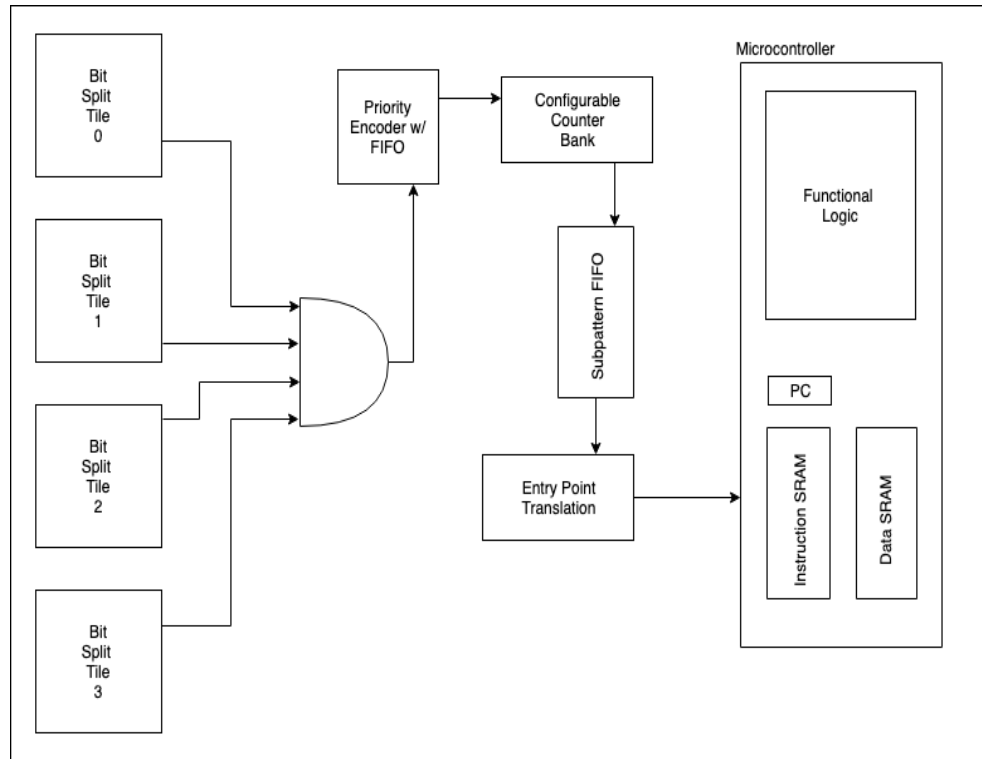 Bit
Split
Tile
0
Bit
Split
Tile
1
Bit
Split
Tile
2
Bit
Split
Tile
3
Priority
Encoder w/
FIFO
Configurable
Counter
Bank
Subpattern FIFO
Entry Point
Translation
Microcontroller
Functional
Logic
PC
Instruction SRAM
Data SRAM